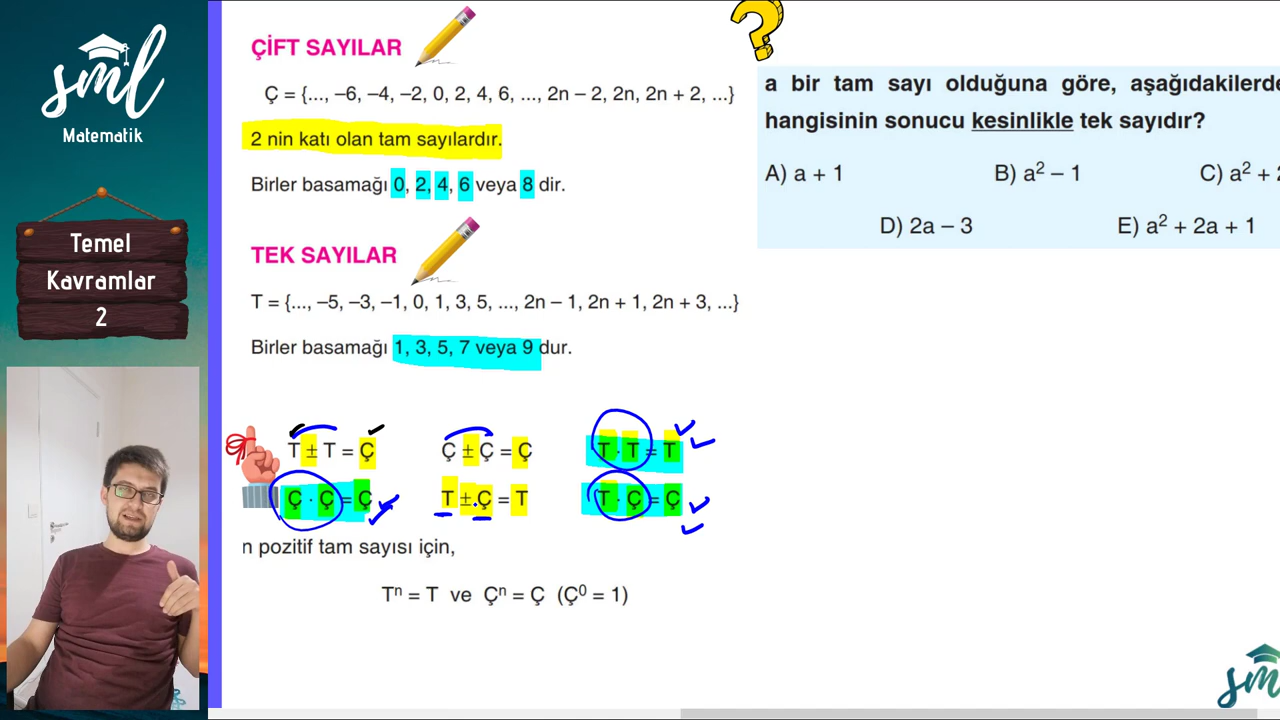 sml
Matematik
Temel
Kavramlar
2
ÇİFT SAYILAR
Ç = {..., –6, –4, –2, 0, 2, 4, 6, ..., 2n – 2, 2n, 2n + 2, ...}
2 nin katı olan tam sayılardır.
Birler basamağı 0, 2, 4, 6 veya 8 dir.
TEK SAYILAR
T = {..., –5, –3, –1, 0, 1, 3, 5, ..., 2n – 1, 2n + 1, 2n + 3, ...}
Birler basamağı 1, 3, 5, 7 veya 9 dur.
T ± T = Ç Ç ± Ç = Ç T · T = T
Ç · Ç = Ç T ± Ç = T T · Ç = Ç
n pozitif tam sayısı için,
Tⁿ = T ve Çⁿ = Ç (Ç⁰ = 1)
?
a bir tam sayı olduğuna göre, aşağıdakilerde
hangisinin sonucu kesinlikle tek sayıdır?
A) a + 1 B) a² – 1 C) a² + 2
D) 2a – 3 E) a² + 2a + 1
sm